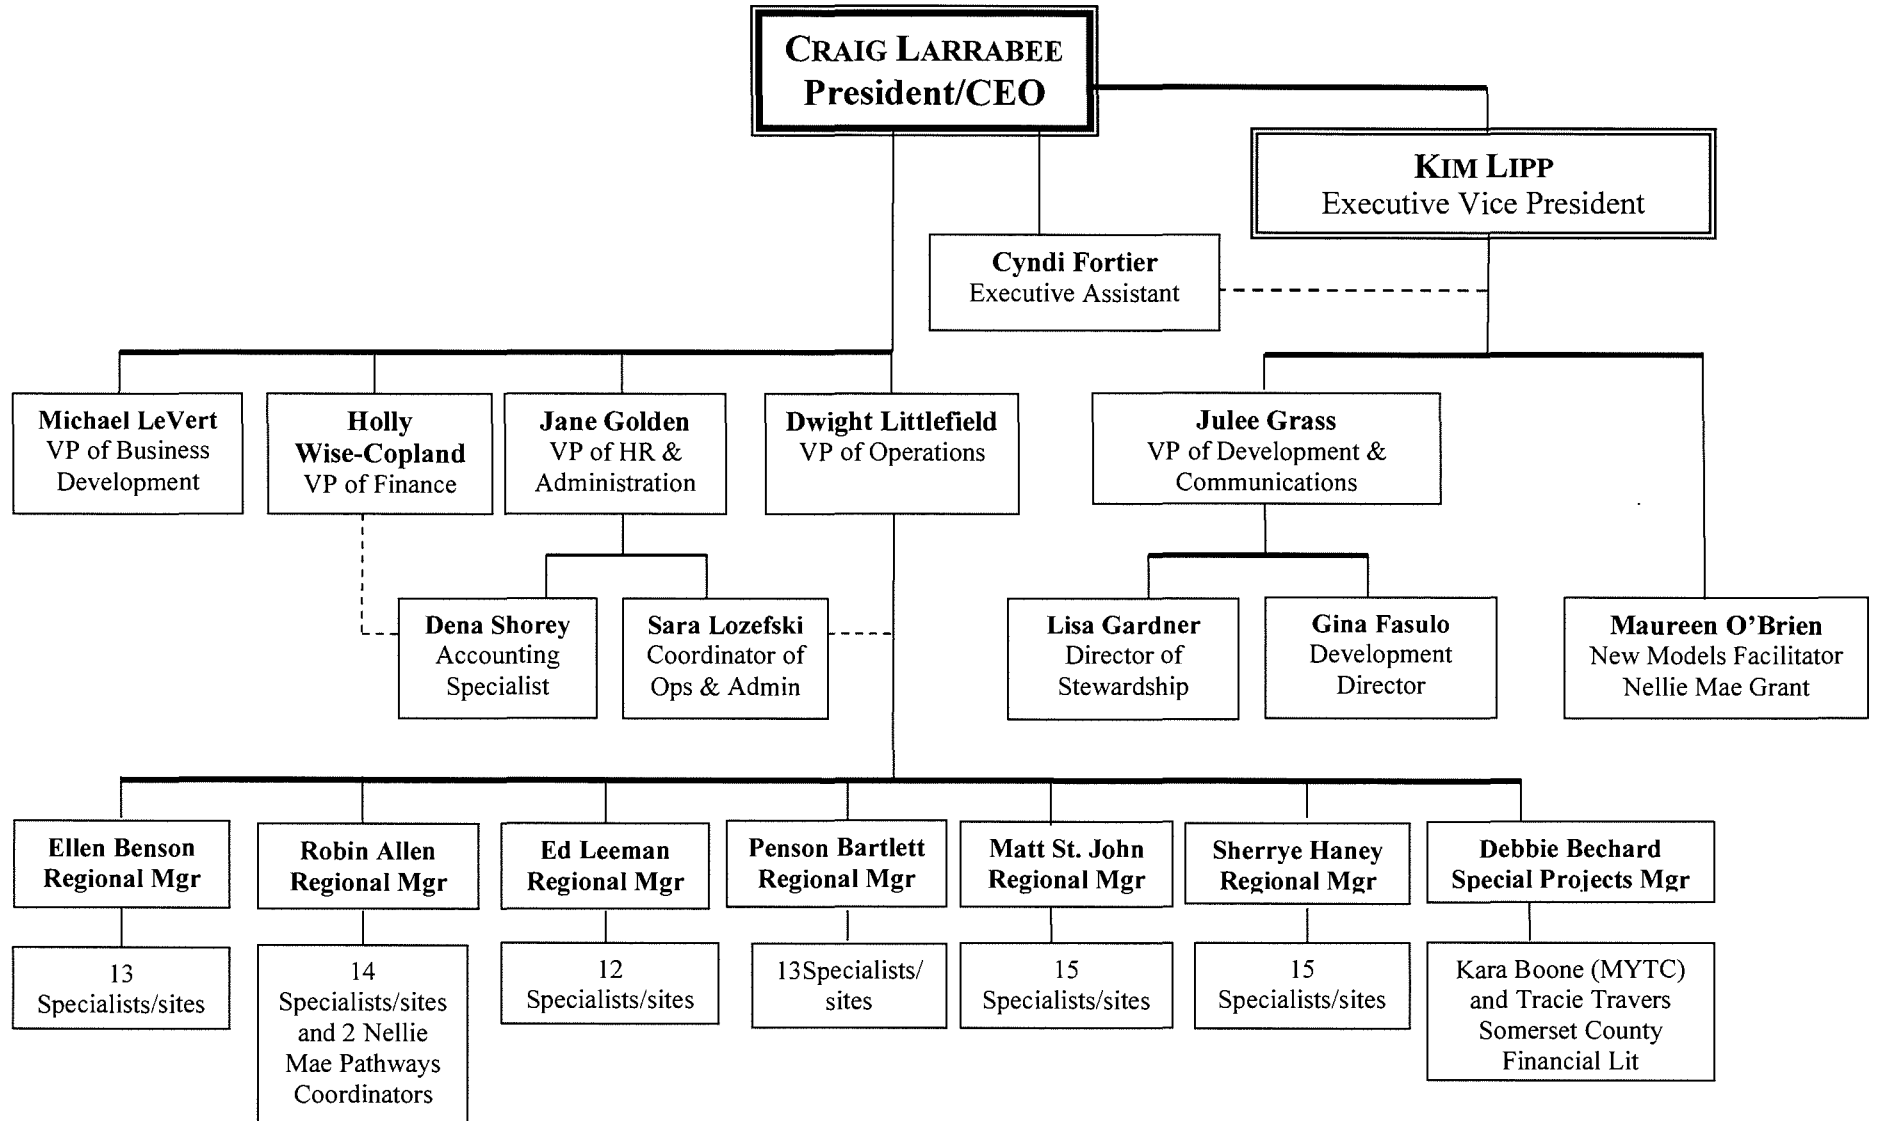 CRAIG LARRABEE
President/CEO
KIM LIPP
Executive Vice President
Cyndi Fortier
Executive Assistant
Michael LeVert
VP of Business
Development
Holly
Wise-Copland
VP of Finance
Jane Golden
VP of HR &
Administration
Dwight Littlefield
VP of Operations
Julee Grass
VP of Development &
Communications
Dena Shorey
Accounting
Specialist
Sara Lozefski
Coordinator of
Ops & Admin
Lisa Gardner
Director of
Stewardship
Gina Fasulo
Development
Director
Maureen O'Brien
New Models Facilitator
Nellie Mae Grant
Ellen Benson
Regional Mgr
Robin Allen
Regional Mgr
Ed Leeman
Regional Mgr
Penson Bartlett
Regional Mgr
Matt St. John
Regional Mgr
Sherrye Haney
Regional Mgr
Debbie Bechard
Special Projects Mgr
13
Specialists/sites
14
Specialists/sites
and 2 Nellie
Mae Pathways
Coordinators
12
Specialists/sites
13Specialists/
sites
15
Specialists/sites
15
Specialists/sites
Kara Boone (MYTC)
and Tracie Travers
Somerset County
Financial Lit